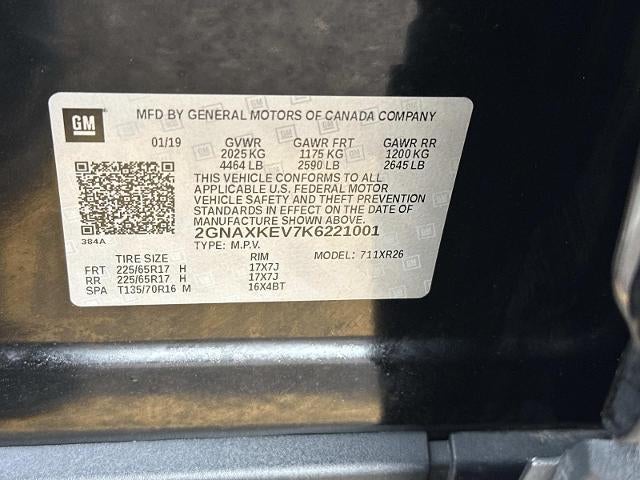 GM MFD BY GENERAL MOTORS OF CANADA COMPANY
01/19 GVWR GAWR FRT GAWR RR
2025 KG 1175 KG 1200 KG
4464 LB 2590 LB 2645 LB
THIS VEHICLE CONFORMS TO ALL
APPLICABLE U.S. FEDERAL MOTOR
VEHICLE SAFETY AND THEFT PREVENTION
STANDARDS IN EFFECT ON THE DATE OF
MANUFACTURE SHOWN ABOVE.
384A 2GNAXKEV7K6221001
TYPE: M.P.V. MODEL: 711XR26
TIRE SIZE RIM
FRT 225/65R17 H 17X7J
RR 225/65R17 H 17X7J
SPA T135/70R16 M 16X4BT